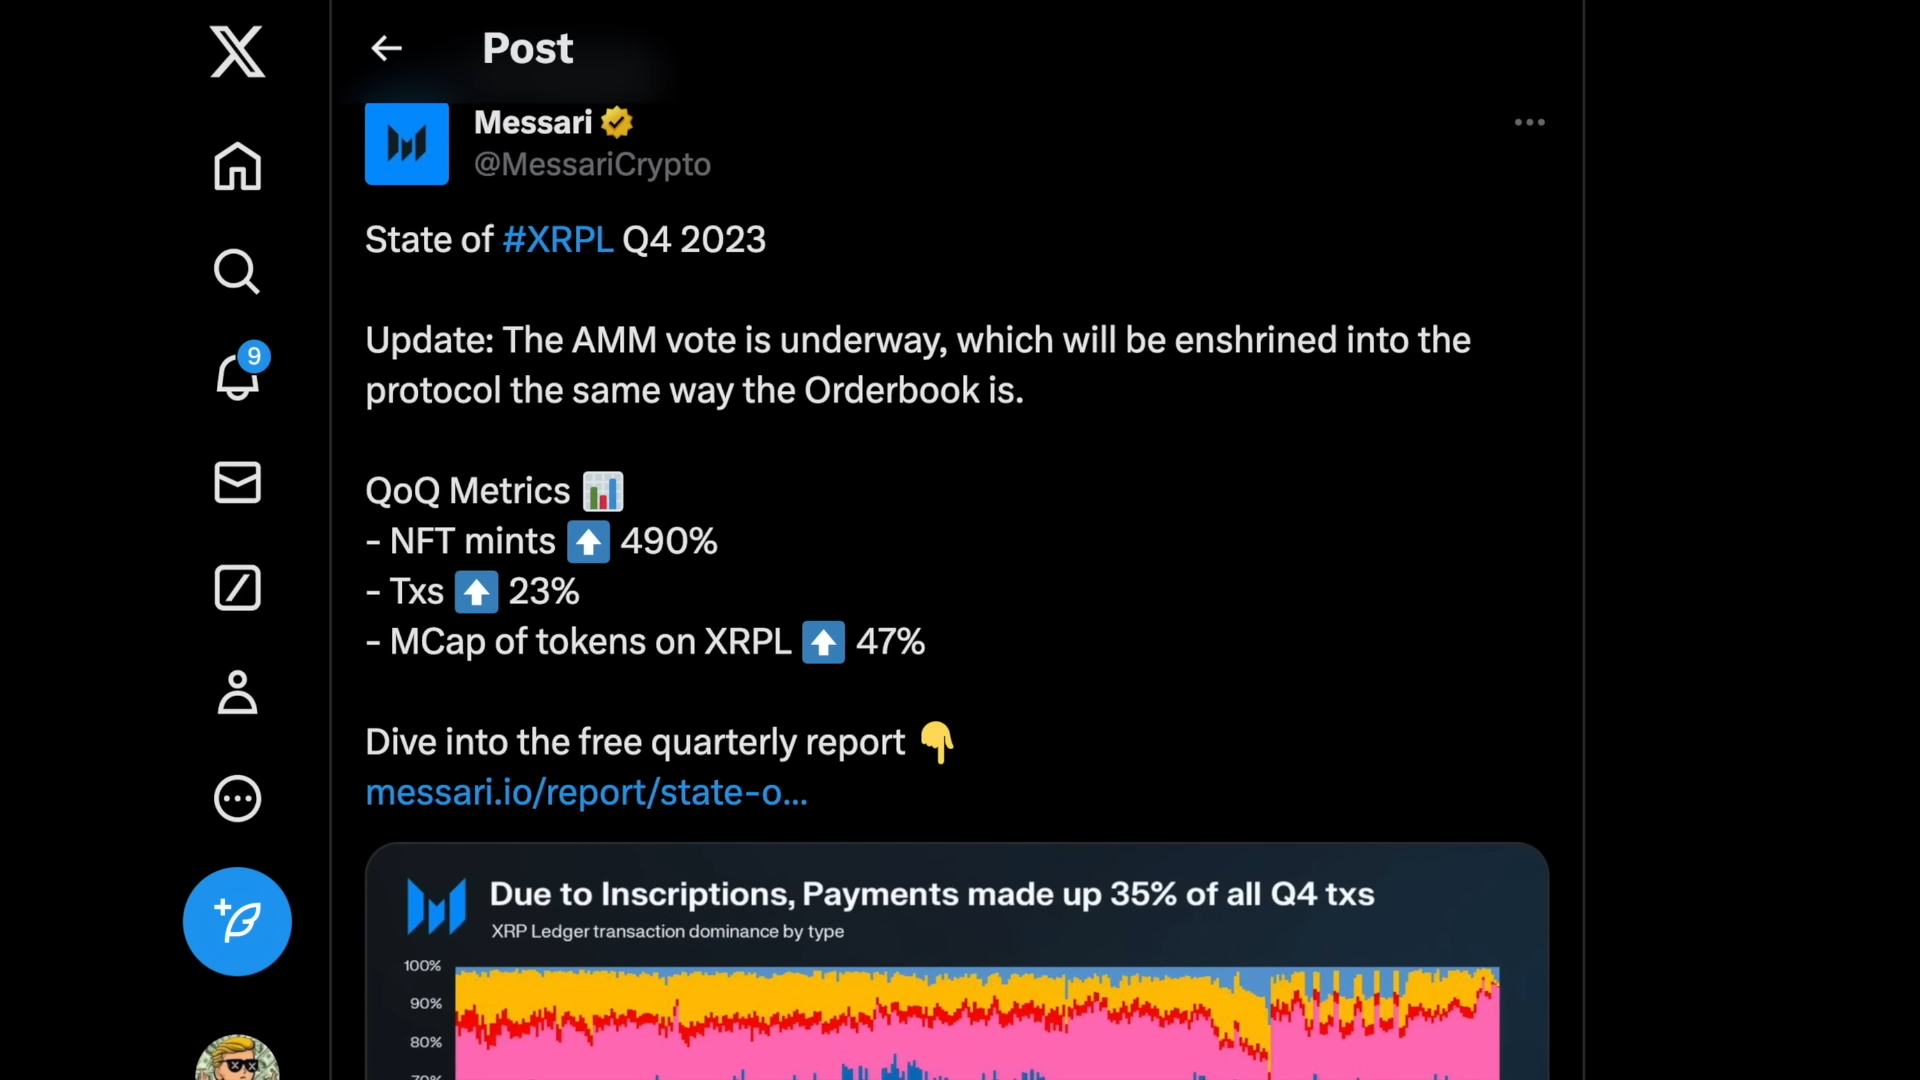 Post
Messari
@MessariCrypto
State of #XRPL Q4 2023
Update: The AMM vote is underway, which will be enshrined into the
protocol the same way the Orderbook is.
QoQ Metrics 📊
- NFT mints ⬆️ 490%
- Txs ⬆️ 23%
- MCap of tokens on XRPL ⬆️ 47%
Dive into the free quarterly report 👇
messari.io/report/state-o...
9
Due to Inscriptions, Payments made up 35% of all Q4 txs
XRP Ledger transaction dominance by type
100%
90%
80%